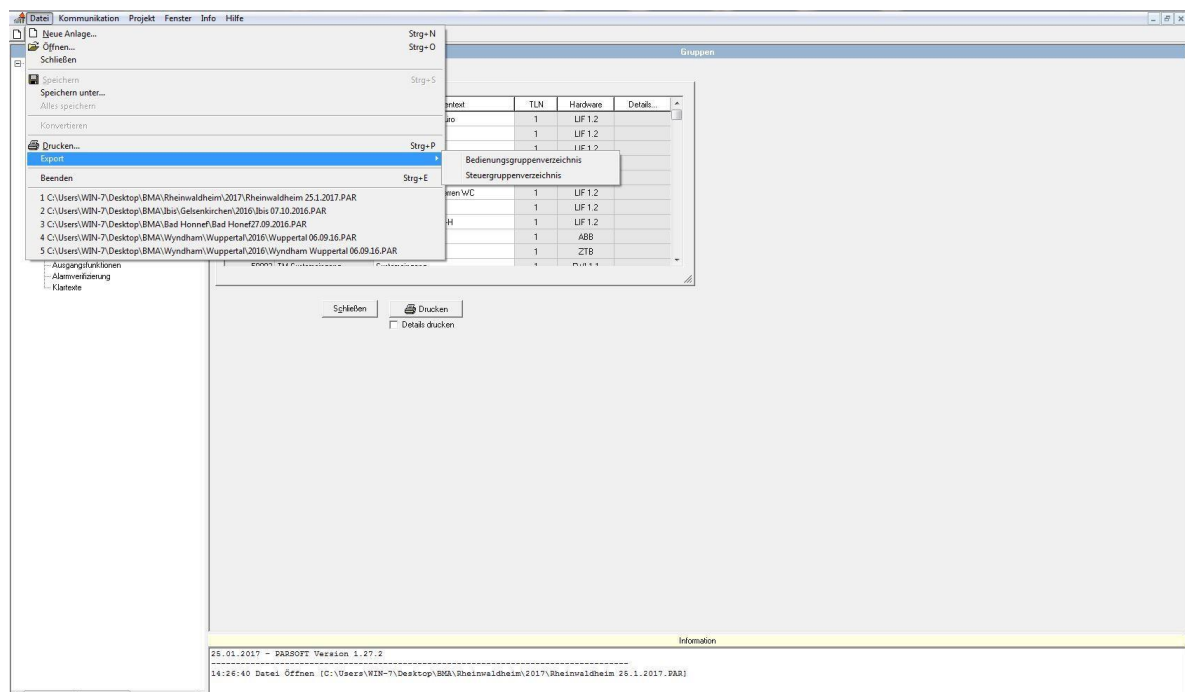 Datei Kommunikation Projekt Fenster Info Hilfe
Neue Anlage... Strg+N
Öffnen... Strg+O
Schließen
Speichern Strg+S
Speichern unter...
Alles speichern
Konvertieren
Drucken... Strg+P
Export
Beenden Strg+E
1 C:\Users\WIN-7\Desktop\BMA\Rheinwaldheim\2017\Rheinwaldheim 25.1.2017.PAR
2 C:\Users\WIN-7\Desktop\BMA\Ibis\Gelsenkirchen\2016\Ibis 07.10.2016.PAR
3 C:\Users\WIN-7\Desktop\BMA\Bad Honnef\Bad Honef27.09.2016.PAR
4 C:\Users\WIN-7\Desktop\BMA\Wyndham\Wuppertal\2016\Wuppertal 06.09.16.PAR
5 C:\Users\WIN-7\Desktop\BMA\Wyndham\Wuppertal\2016\Wyndham Wuppertal 06.09.16.PAR
Bedienungsgruppenverzeichnis
Steuergruppenverzeichnis
Ausgangsfunktionen
Alarmverifizierung
Klartexte
Gruppen
entext TLN Hardware Details...
üro 1 LIF 1.2
1 LIF 1.2
1 LIF 1.2
rren WC 1 LIF 1.2
1 LIF 1.2
-H 1 LIF 1.2
1 ABB
1 ZTB
Schließen
Drucken
Details drucken
Information
25.01.2017 - PARSOFT Version 1.27.2
14:26:40 Datei Öffnen [C:\Users\WIN-7\Desktop\BMA\Rheinwaldheim\2017\Rheinwaldheim 25.1.2017.PAR]